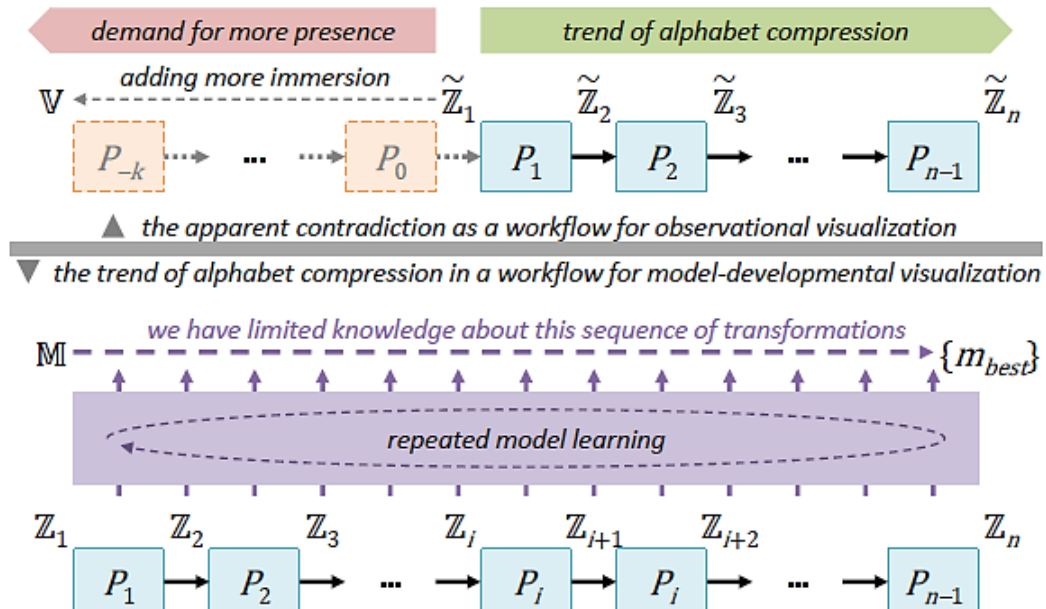 demand for more presence
trend of alphabet compression
adding more immersion
𝕍 ℤ̃₁ ℤ̃₂ ℤ̃₃ ℤ̃ₙ
P₋ₖ ... P₀ P₁ P₂ ... Pₙ₋₁
▲ the apparent contradiction as a workflow for observational visualization
▼ the trend of alphabet compression in a workflow for model-developmental visualization
we have limited knowledge about this sequence of transformations
𝕄 {m_best}
repeated model learning
ℤ₁ ℤ₂ ℤ₃ ℤᵢ ℤᵢ₊₁ ℤᵢ₊₂ ℤₙ
P₁ P₂ ... Pᵢ Pᵢ ... Pₙ₋₁